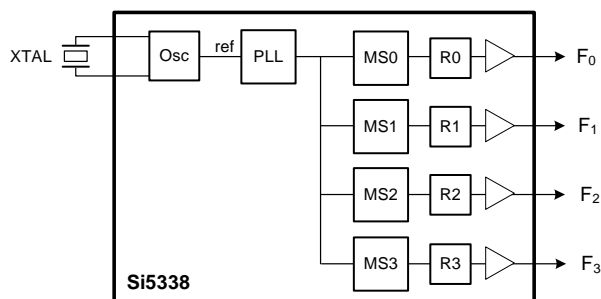 XTAL
Osc
ref
PLL
MS0
R0
F0
MS1
R1
F1
MS2
R2
F2
MS3
R3
F3
Si5338